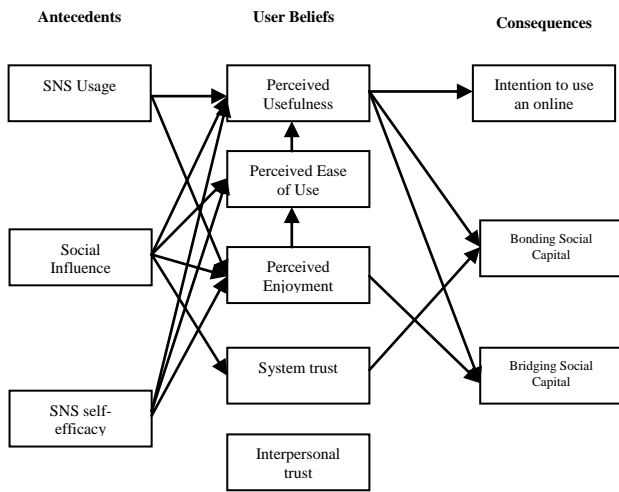 Antecedents
User Beliefs
Consequences
SNS Usage
Perceived
Usefulness
Intention to use
an online
Perceived Ease
of Use
Social
Influence
Perceived
Enjoyment
Bonding Social
Capital
System trust
Bridging Social
Capital
SNS self-
efficacy
Interpersonal
trust